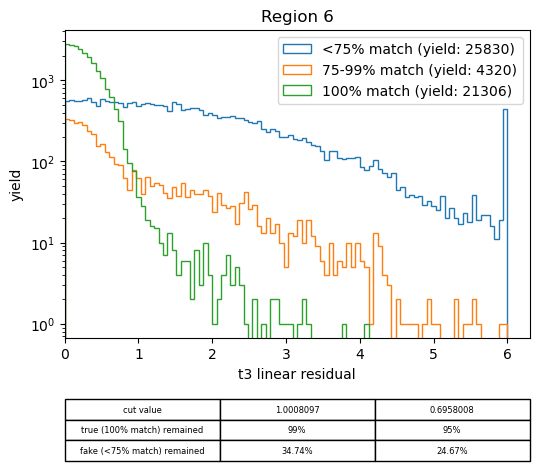 Region 6
<75% match (yield: 25830)
75-99% match (yield: 4320)
100% match (yield: 21306)
yield
10³
10²
10¹
10⁰
0 1 2 3 4 5 6
t3 linear residual
cut value 1.0008097 0.6958008
true (100% match) remained 99% 95%
fake (<75% match) remained 34.74% 24.67%